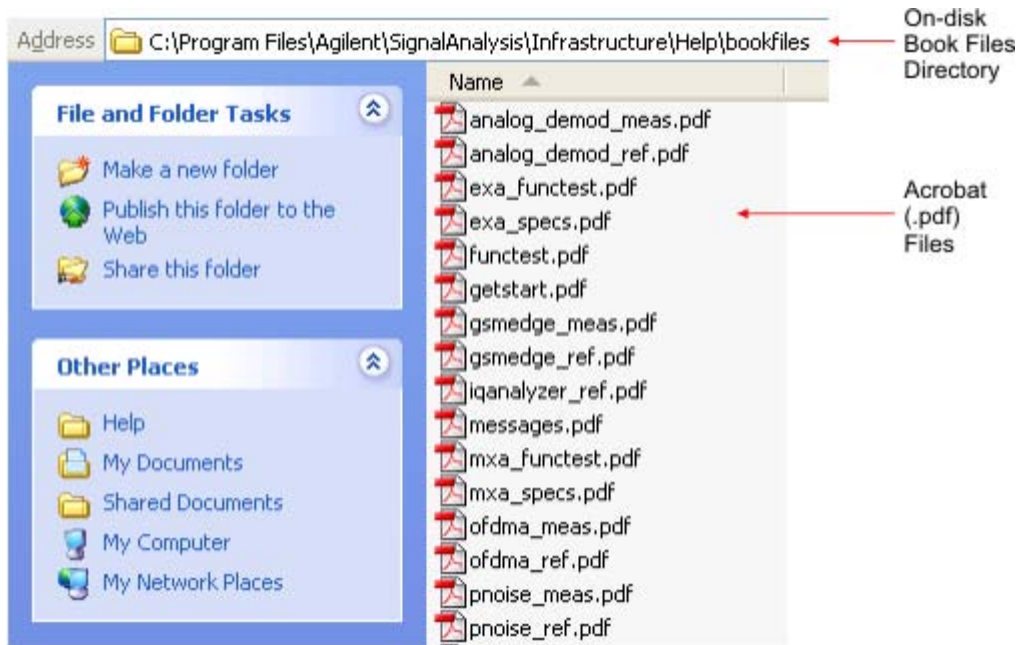 Address C:\Program Files\Agilent\SignalAnalysis\Infrastructure\Help\bookfiles
On-disk
Book Files
Directory
File and Folder Tasks
Make a new folder
Publish this folder to the
Web
Share this folder
Other Places
Help
My Documents
Shared Documents
My Computer
My Network Places
Name
analog_demod_meas.pdf
analog_demod_ref.pdf
exa_functest.pdf
exa_specs.pdf
functest.pdf
getstart.pdf
gsmedge_meas.pdf
gsmedge_ref.pdf
iqanalyzer_ref.pdf
messages.pdf
mxa_functest.pdf
mxa_specs.pdf
ofdma_meas.pdf
ofdma_ref.pdf
pnoise_meas.pdf
pnoise_ref.pdf
Acrobat
(.pdf)
Files